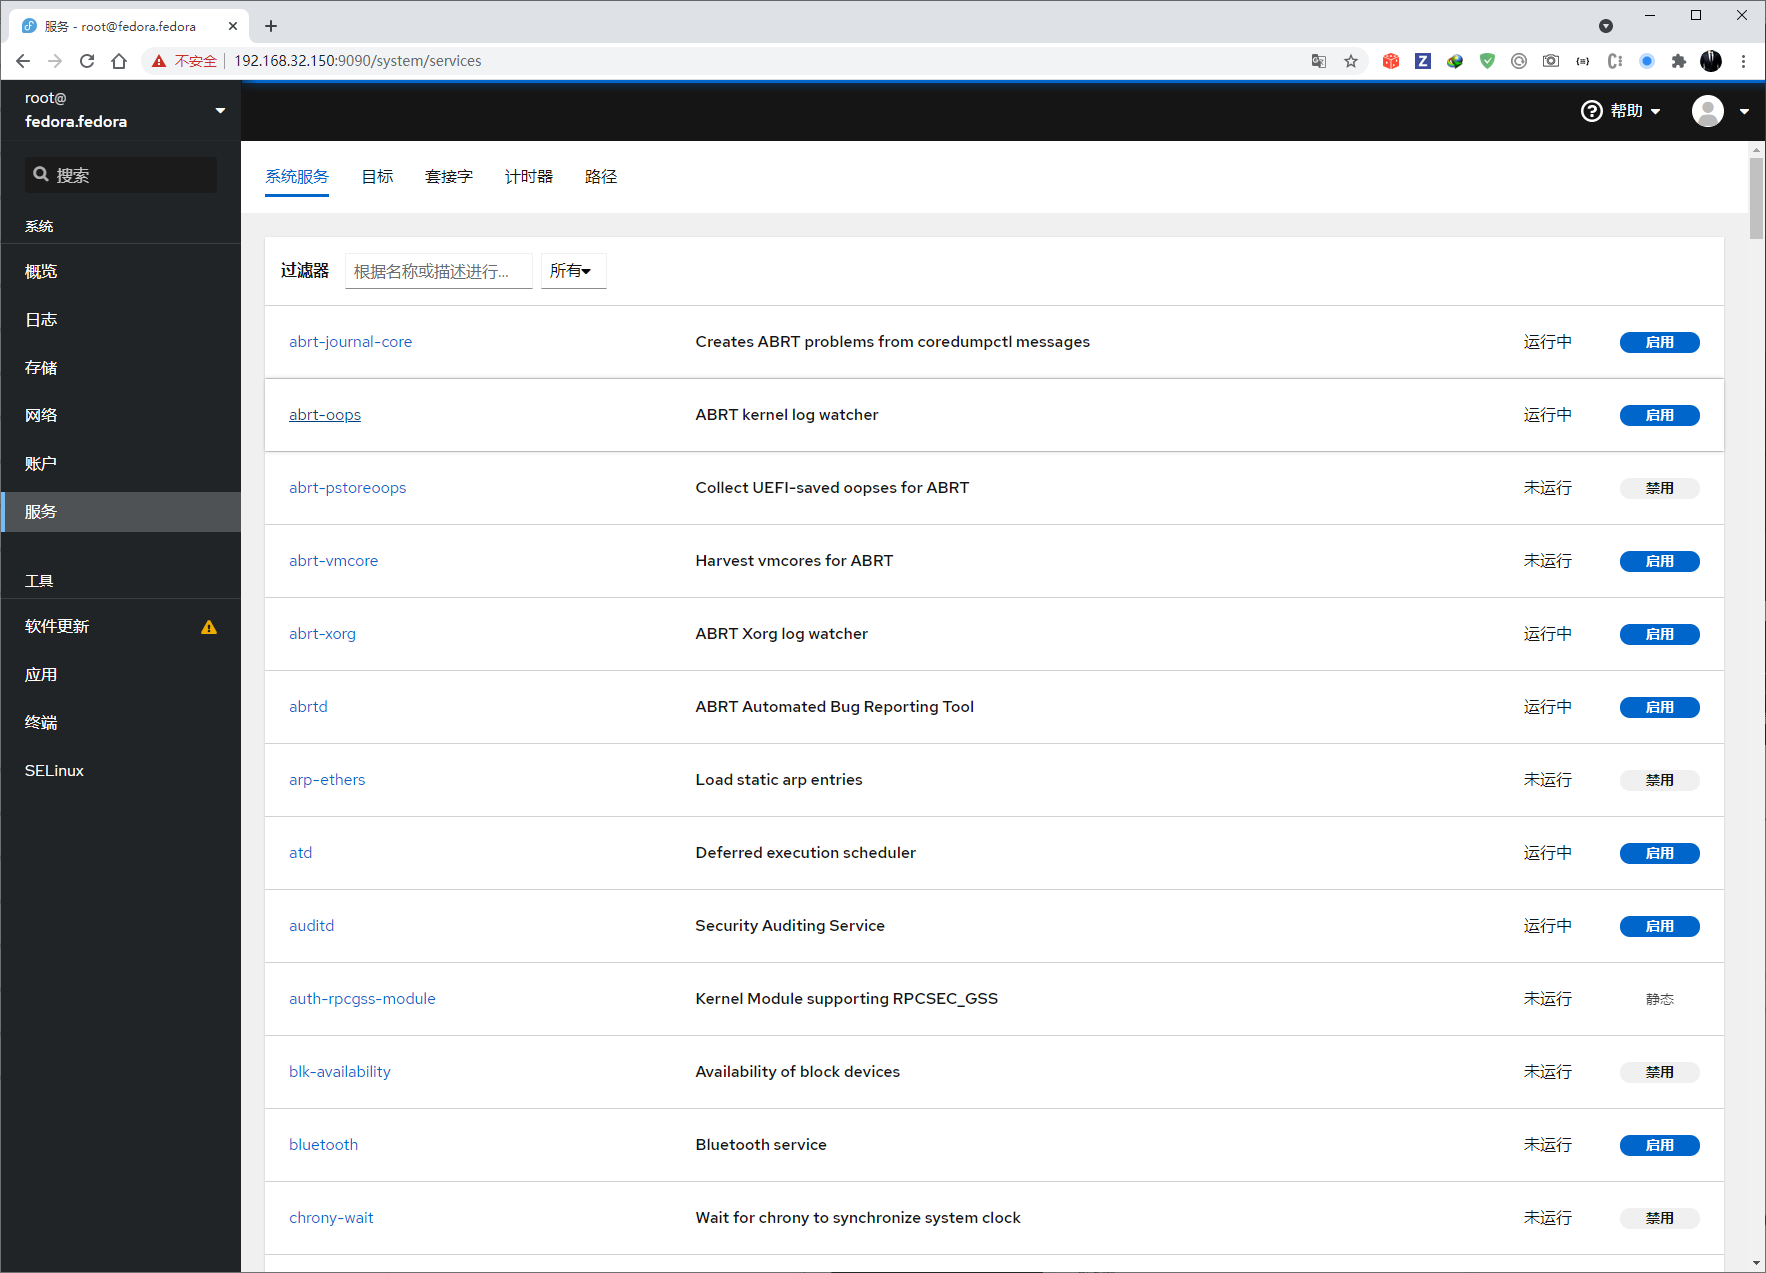 服务 - root@fedora.fedora
不安全 192.168.32.150:9090/system/services
root@
fedora.fedora
帮助
搜索
系统
概览
日志
存储
网络
账户
服务
工具
软件更新
应用
终端
SELinux
系统服务 目标 套接字 计时器 路径
过滤器 根据名称或描述进行... 所有
abrt-journal-core Creates ABRT problems from coredumpctl messages 运行中 启用
abrt-oops ABRT kernel log watcher 运行中 启用
abrt-pstoreoops Collect UEFI-saved oopses for ABRT 未运行 禁用
abrt-vmcore Harvest vmcores for ABRT 未运行 启用
abrt-xorg ABRT Xorg log watcher 运行中 启用
abrtd ABRT Automated Bug Reporting Tool 运行中 启用
arp-ethers Load static arp entries 未运行 禁用
atd Deferred execution scheduler 运行中 启用
auditd Security Auditing Service 运行中 启用
auth-rpcgss-module Kernel Module supporting RPCSEC_GSS 未运行 静态
blk-availability Availability of block devices 未运行 禁用
bluetooth Bluetooth service 未运行 启用
chrony-wait Wait for chrony to synchronize system clock 未运行 禁用